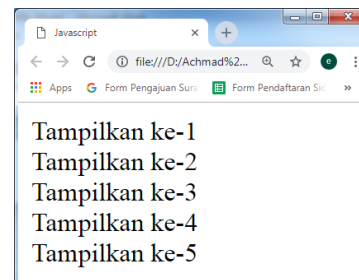 Javascript
file:///D:/Achmad%2...
e
Apps
Form Pengajuan Sura
Form Pendaftaran Sic
Tampilkan ke-1
Tampilkan ke-2
Tampilkan ke-3
Tampilkan ke-4
Tampilkan ke-5